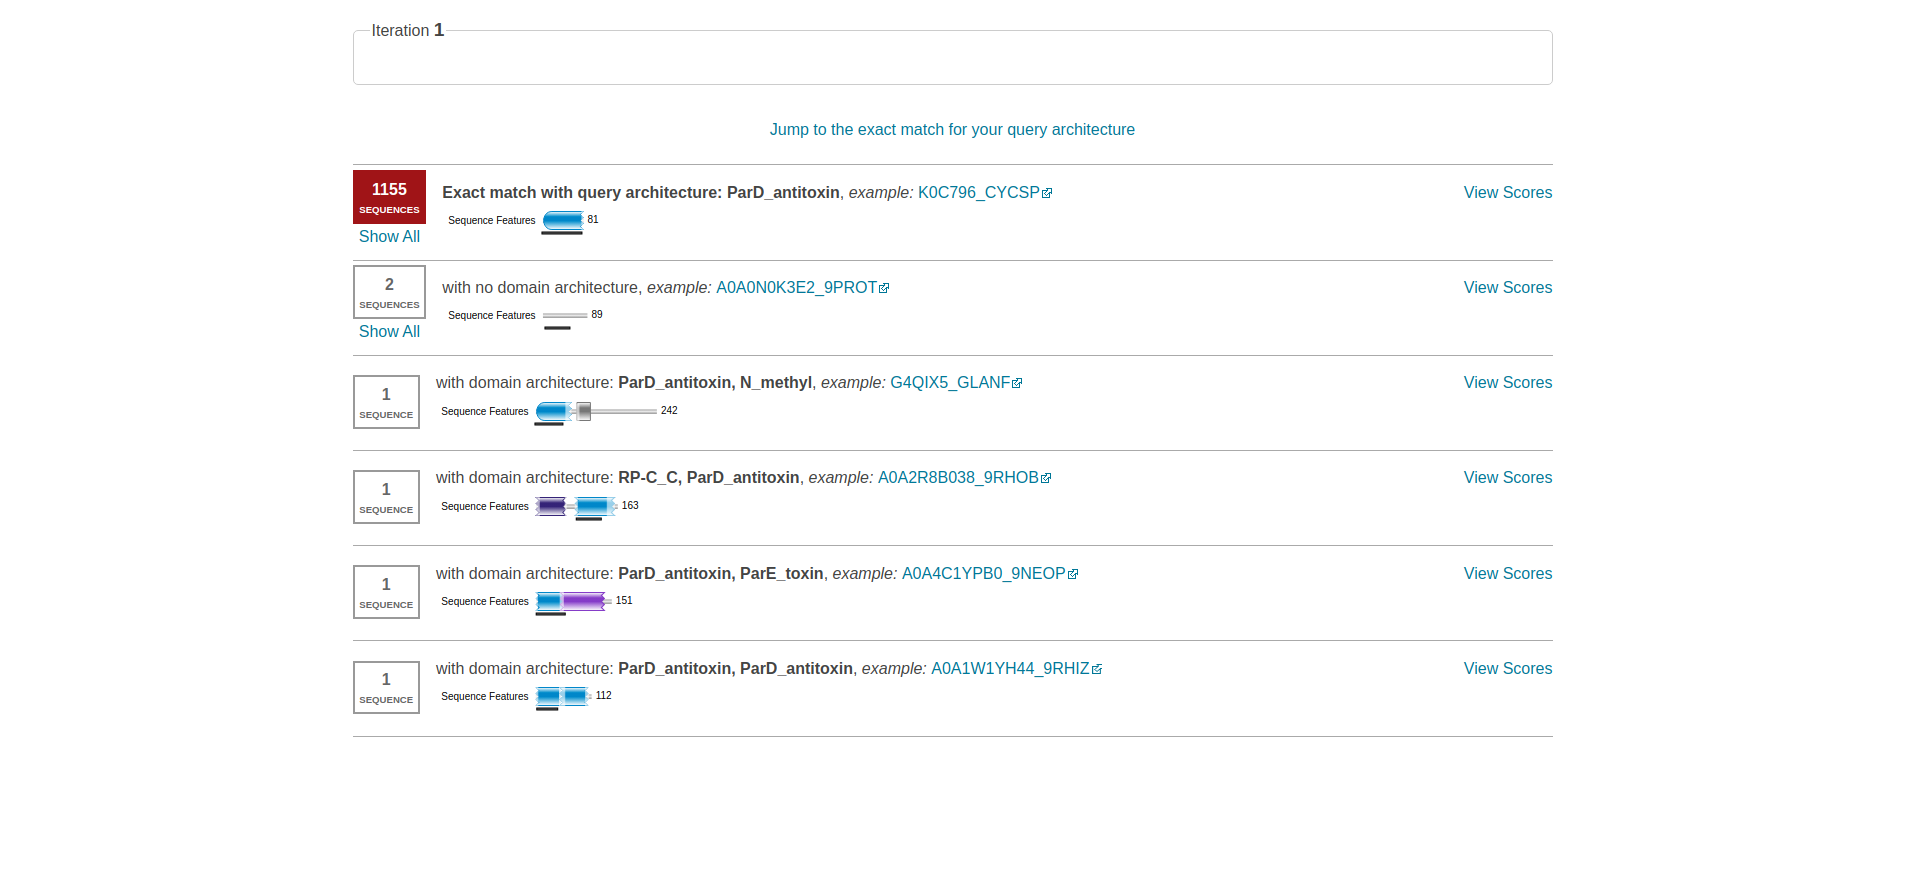 Iteration 1
Jump to the exact match for your query architecture
1155
SEQUENCES
Show All
Exact match with query architecture: ParD_antitoxin, example: K0C796_CYCSP
View Scores
Sequence Features 81
2
SEQUENCES
Show All
with no domain architecture, example: A0A0N0K3E2_9PROT
View Scores
Sequence Features 89
1
SEQUENCE
with domain architecture: ParD_antitoxin, N_methyl, example: G4QIX5_GLANF
View Scores
Sequence Features 242
1
SEQUENCE
with domain architecture: RP-C_C, ParD_antitoxin, example: A0A2R8B038_9RHOB
View Scores
Sequence Features 163
1
SEQUENCE
with domain architecture: ParD_antitoxin, ParE_toxin, example: A0A4C1YPB0_9NEOP
View Scores
Sequence Features 151
1
SEQUENCE
with domain architecture: ParD_antitoxin, ParD_antitoxin, example: A0A1W1YH44_9RHIZ
View Scores
Sequence Features 112